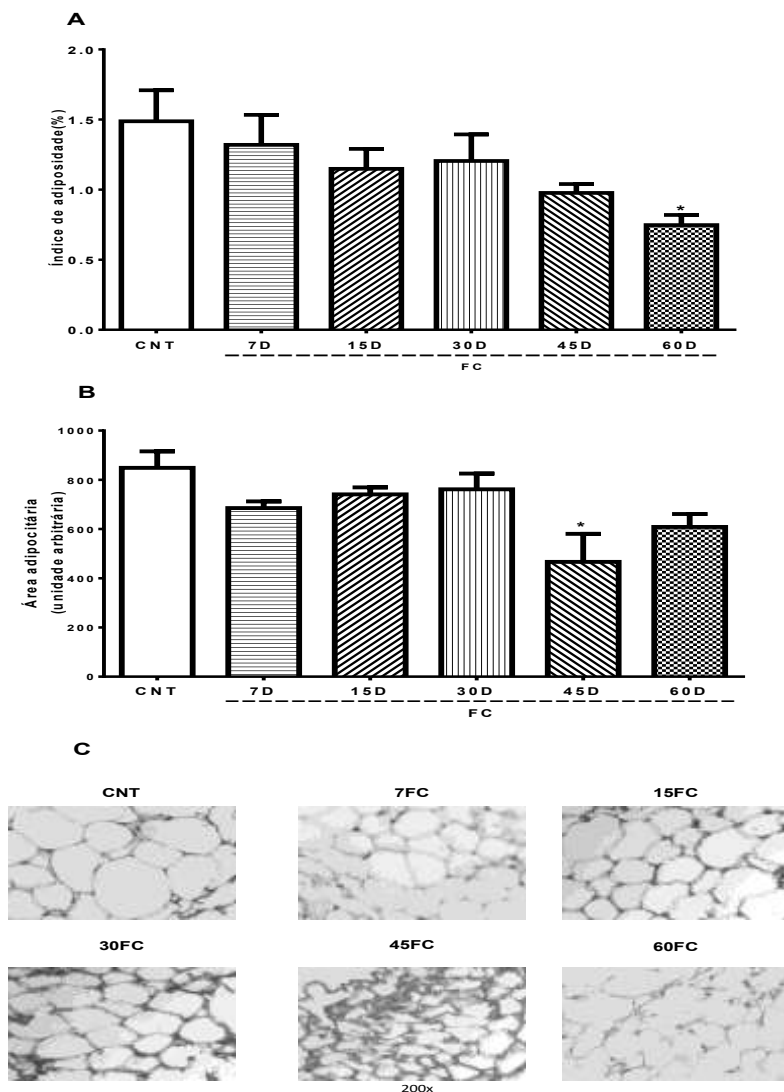 A
Índice de adiposidade(%)
2.0
1.5
1.0
0.5
0.0
*
CNT 7D 15D 30D 45D 60D
FC
B
Área adipocitária
(unidade arbitrária)
1000
800
600
400
200
0
*
CNT 7D 15D 30D 45D 60D
FC
C
CNT 7FC 15FC
30FC 45FC 60FC
200x